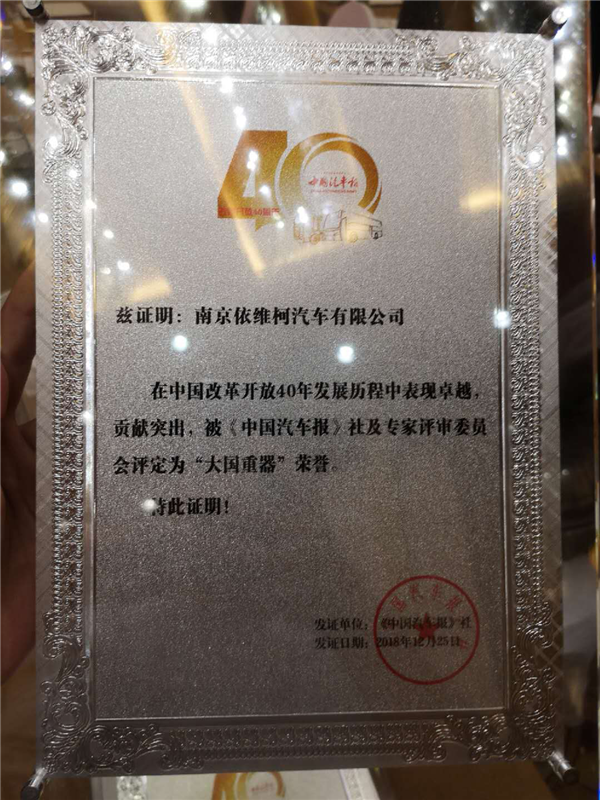 40
中国汽车报
兹证明：南京依维柯汽车有限公司
在中国改革开放40年发展历程中表现卓越，
贡献突出，被《中国汽车报》社及专家评审委员
会评定为“大国重器”荣誉。
特此证明！
发证单位：《中国汽车报》社
发证日期：2018年12月25日